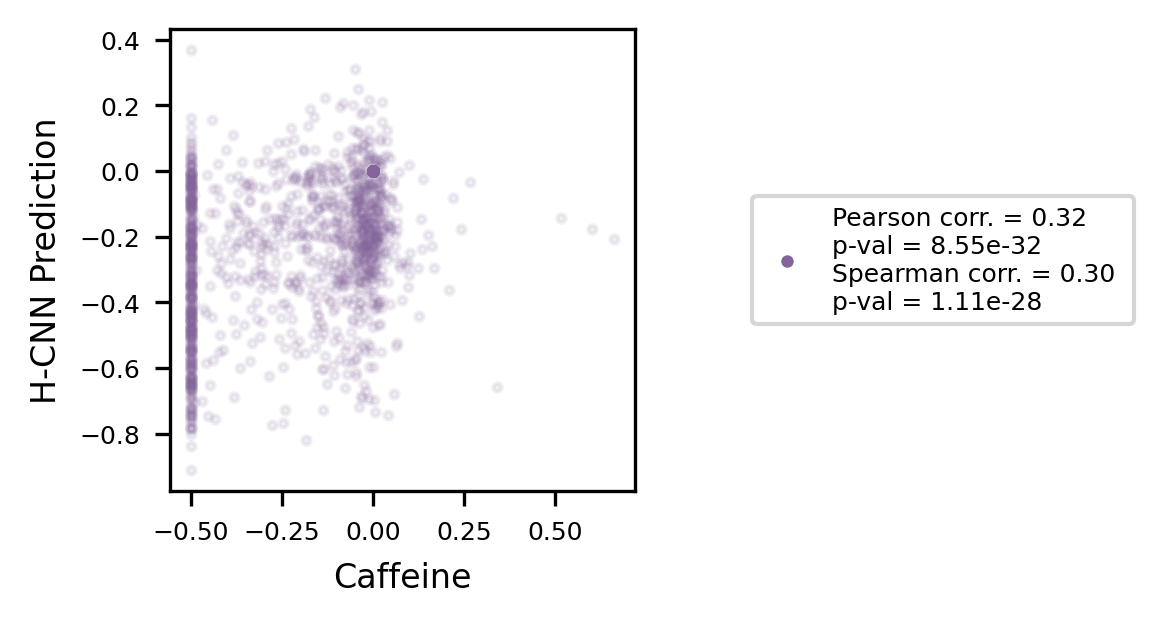 0.4
0.2
0.0
−0.2
−0.4
−0.6
−0.8
H-CNN Prediction
−0.50 −0.25 0.00 0.25 0.50
Caffeine
Pearson corr. = 0.32
p-val = 8.55e-32
Spearman corr. = 0.30
p-val = 1.11e-28